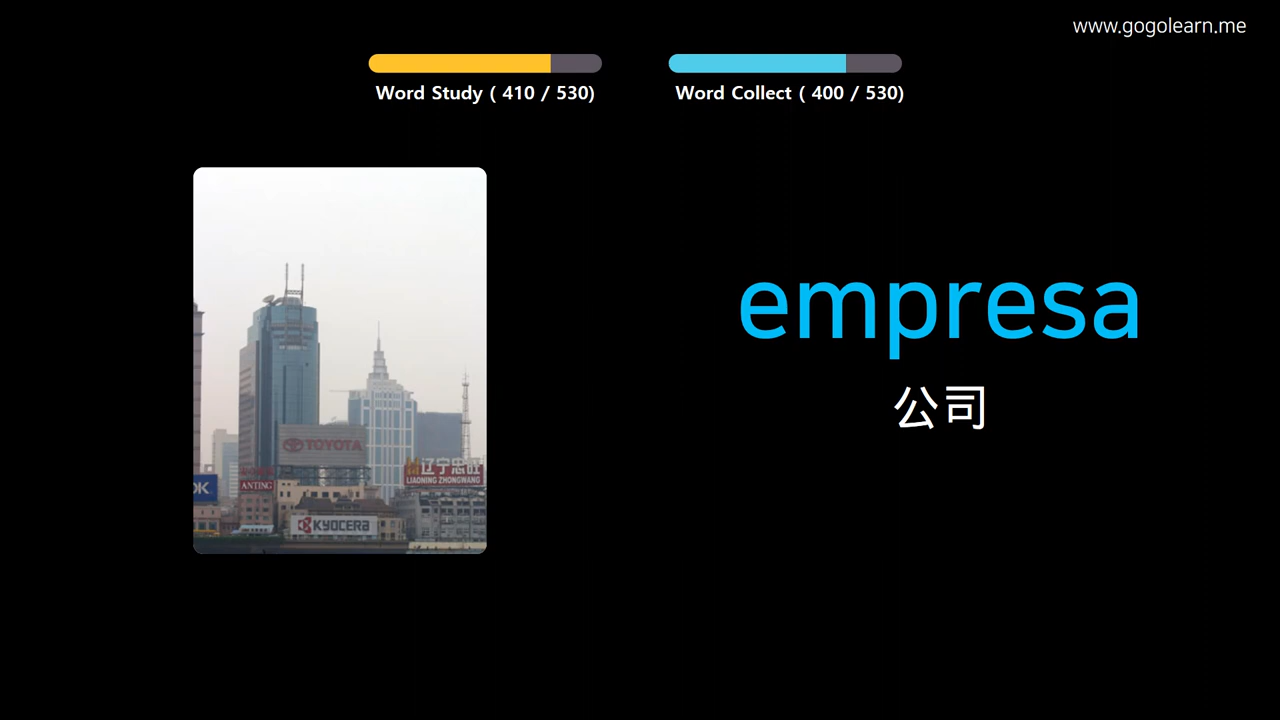 www.gogolearn.me
Word Study ( 410 / 530)
Word Collect ( 400 / 530)
empresa
公司
TOYOTA
ANTING
辽宁忠旺
LIAONING ZHONGWANG
OK
KYOCERA